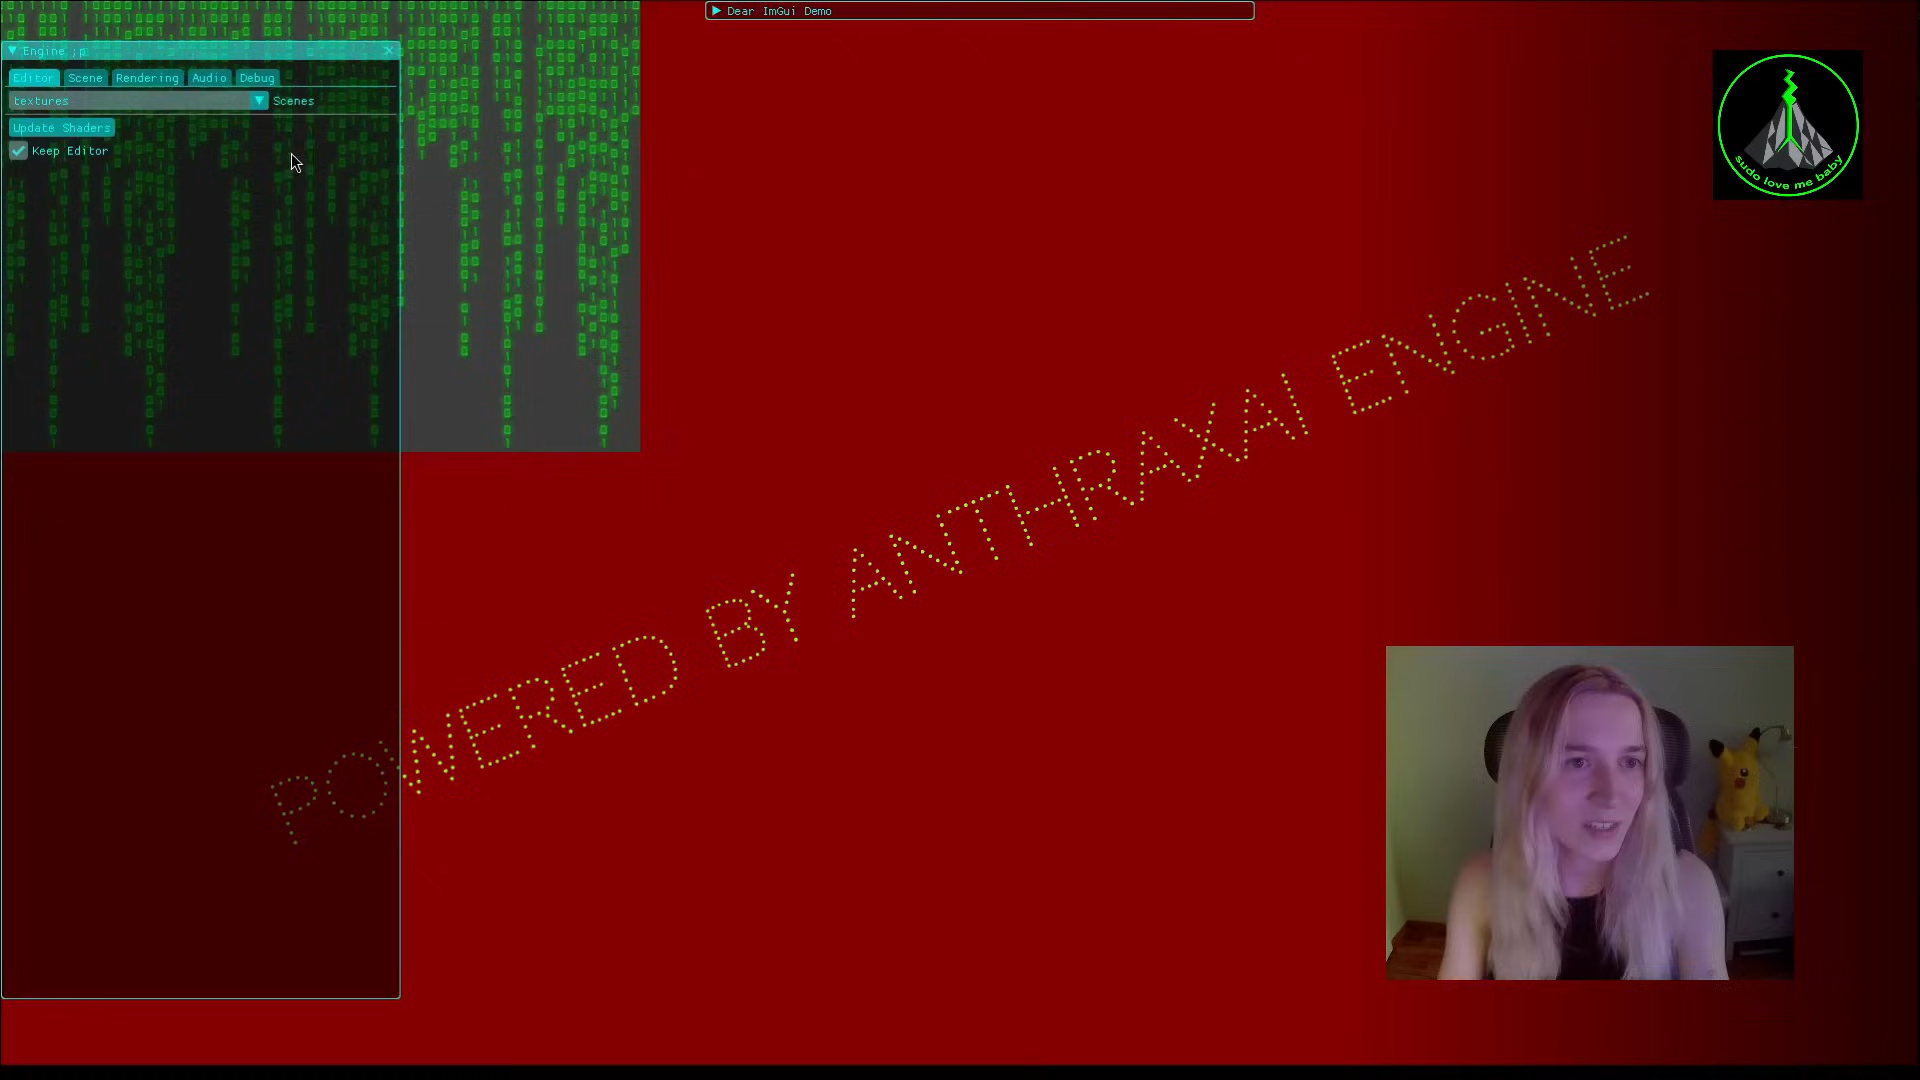 Dear ImGui Demo
Engine ;p
Editor Scene Rendering Audio Debug
textures Scenes
Update Shaders
Keep Editor
sudo love me baby
POWERED BY ANTHRAXAI ENGINE